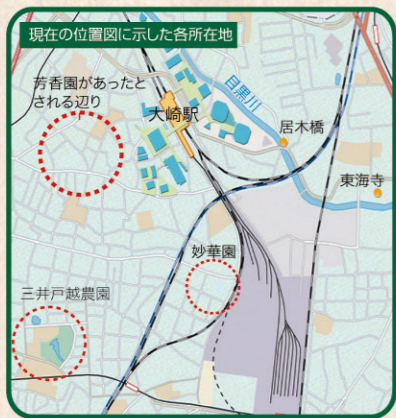 現在の位置図に示した各所在地
芳香園があったと
される辺り
大崎駅
目黒川
居木橋
東海寺
妙華園
三井戸越農園